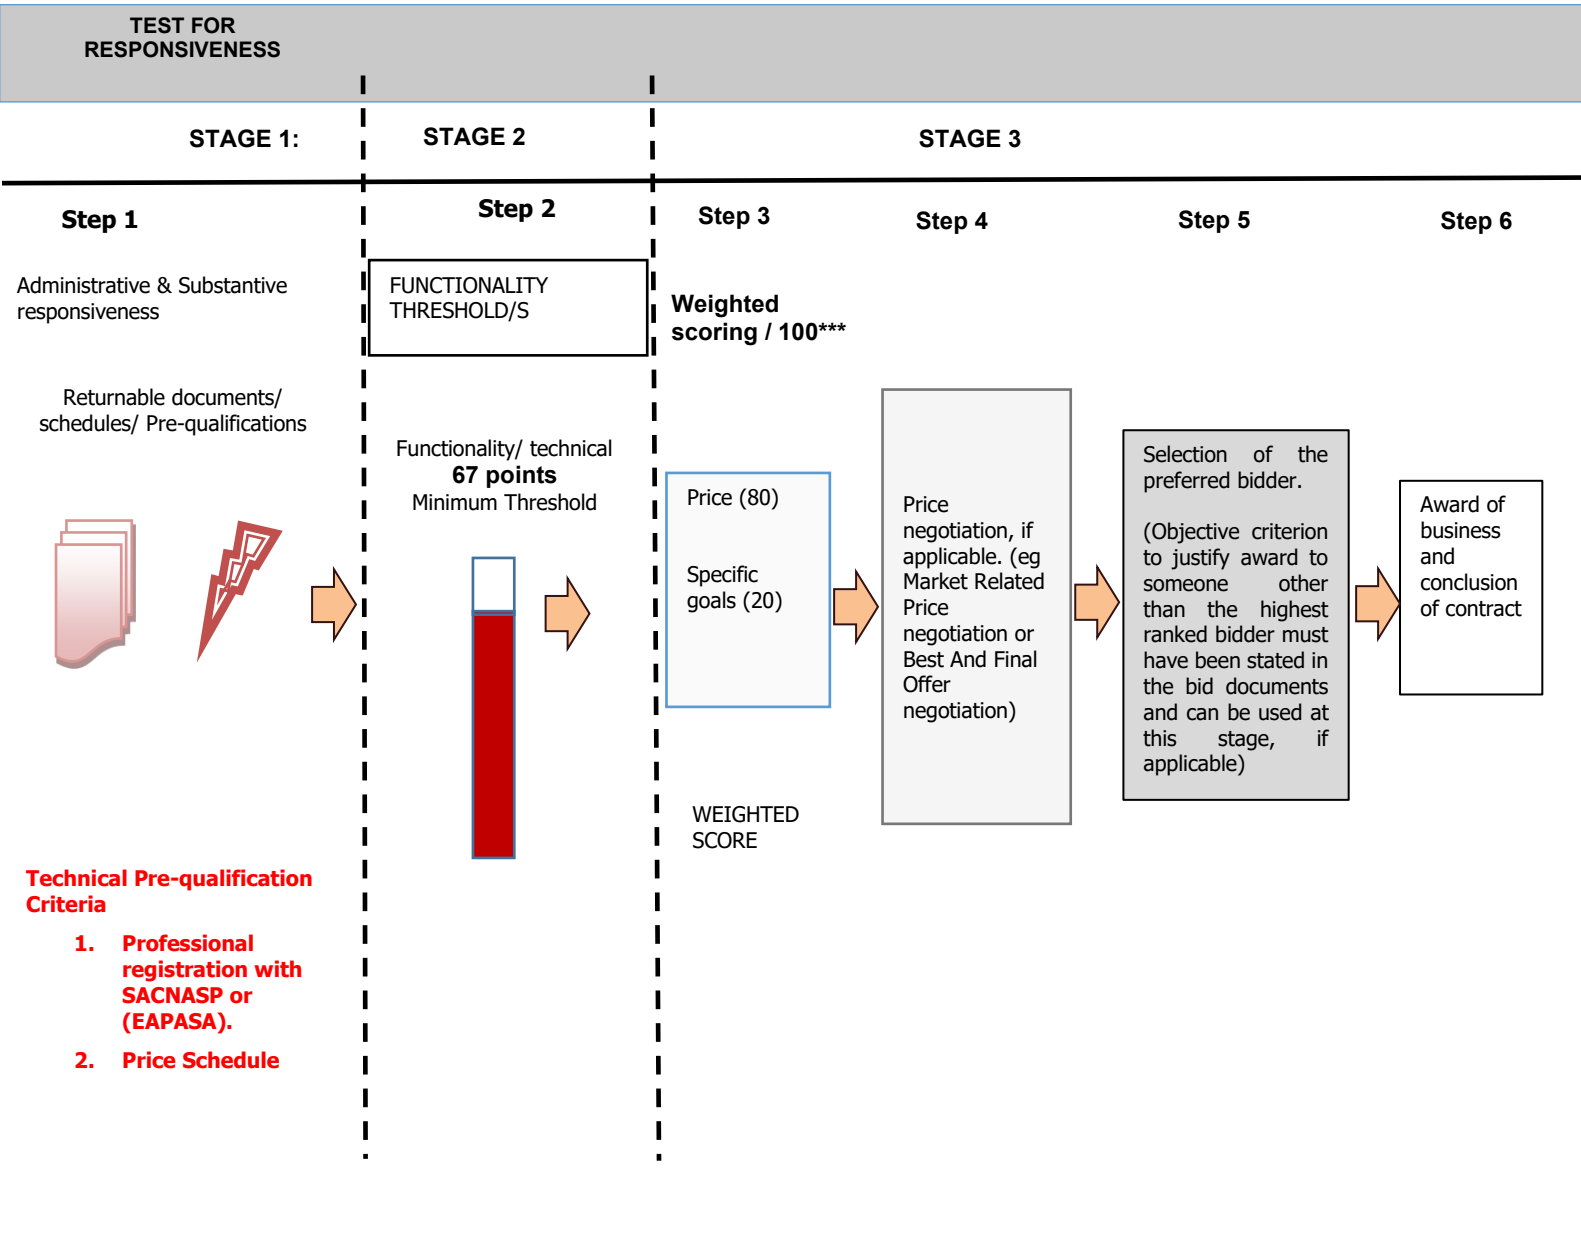 TEST FOR
RESPONSIVENESS
STAGE 1:
STAGE 2
STAGE 3
Step 1
Step 2
Step 3
Step 4
Step 5
Step 6
Administrative & Substantive
responsiveness
FUNCTIONALITY
THRESHOLD/S
Weighted
scoring / 100***
Returnable documents/
schedules/ Pre-qualifications
Functionality/ technical
67 points
Minimum Threshold
Price (80)
Specific
goals (20)
Price
negotiation, if
applicable. (eg
Market Related
Price
negotiation or
Best And Final
Offer
negotiation)
Selection of the
preferred bidder.
(Objective criterion
to justify award to
someone other
than the highest
ranked bidder must
have been stated in
the bid documents
and can be used at
this stage, if
applicable)
Award of
business
and
conclusion
of contract
WEIGHTED
SCORE
Technical Pre-qualification
Criteria
1. Professional
registration with
SACNASP or
(EAPASA).
2. Price Schedule